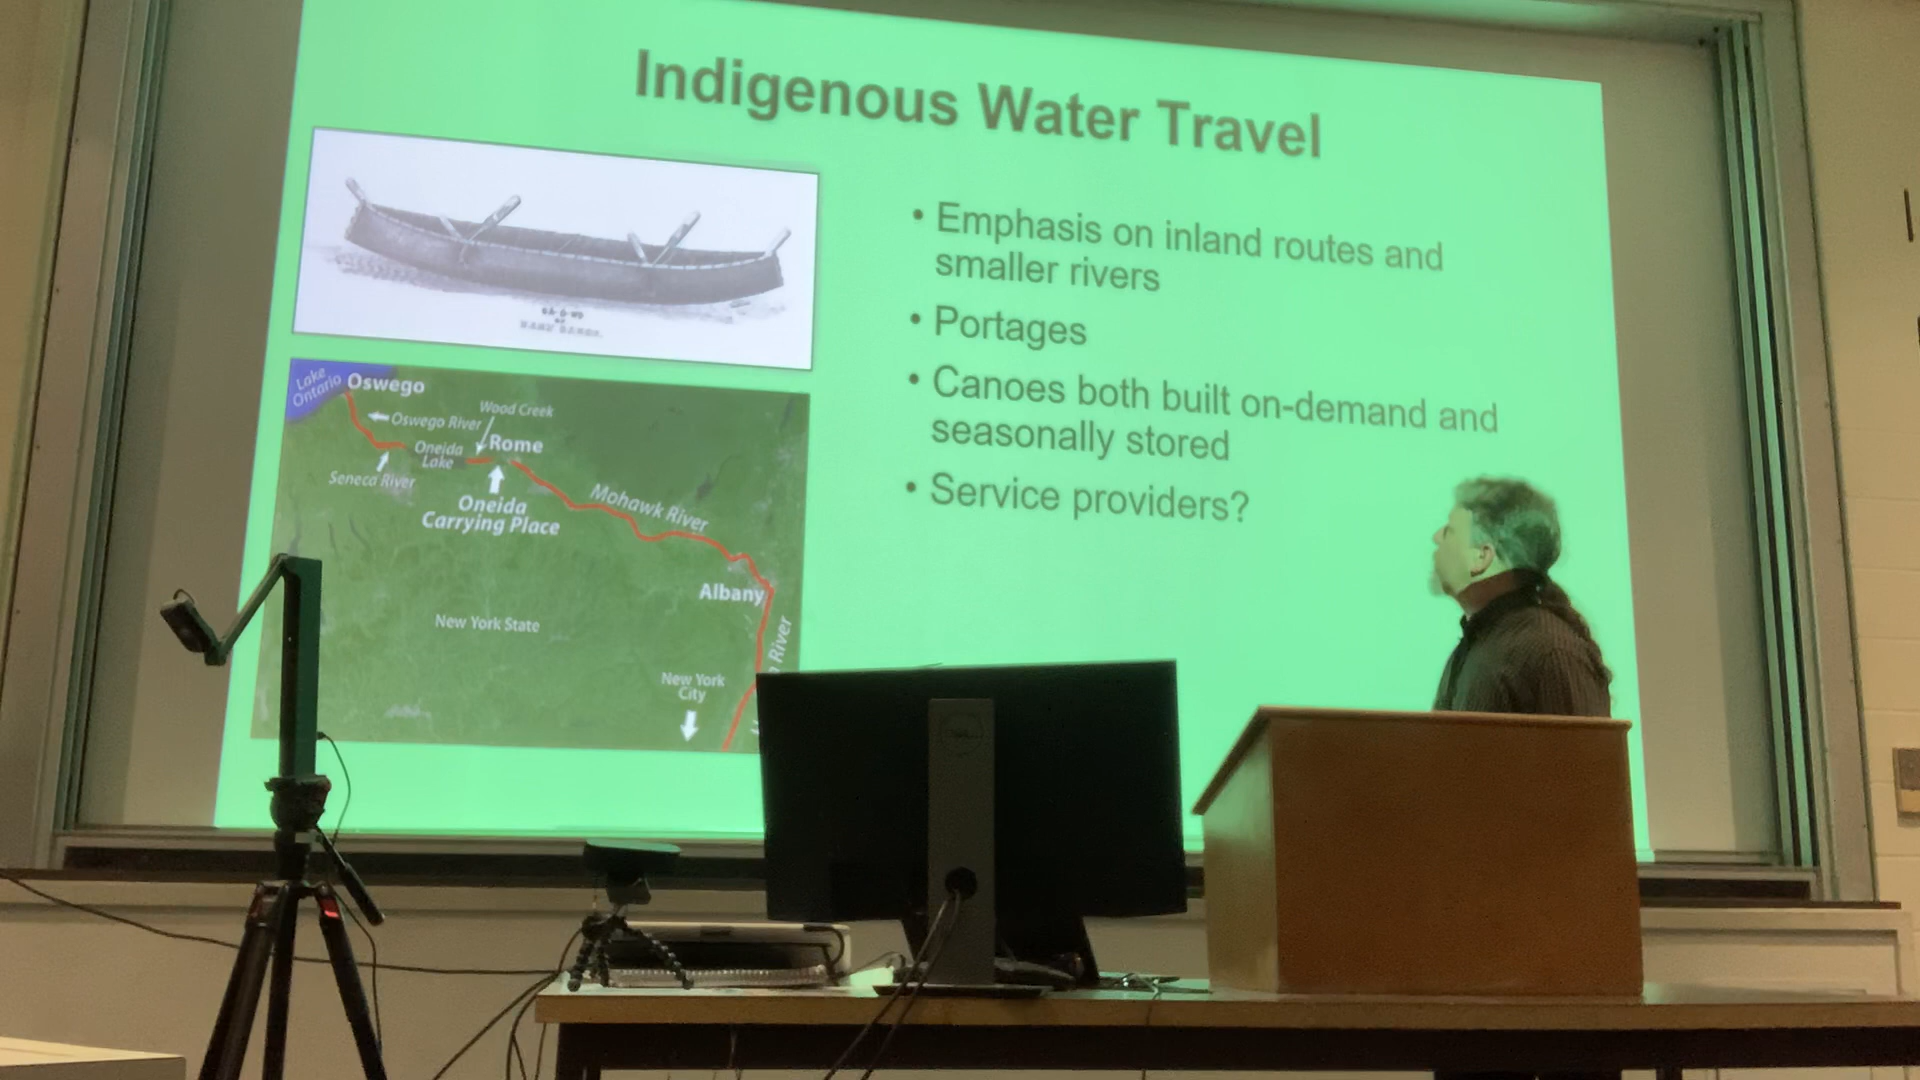 Indigenous Water Travel
• Emphasis on inland routes and
smaller rivers
• Portages
• Canoes both built on-demand and
seasonally stored
• Service providers?
Lake
Ontario
Oswego
Oswego River
Wood Creek
Rome
Oneida
Lake
Seneca River
Oneida
Carrying Place
Mohawk River
Albany
New York State
River
New York
City